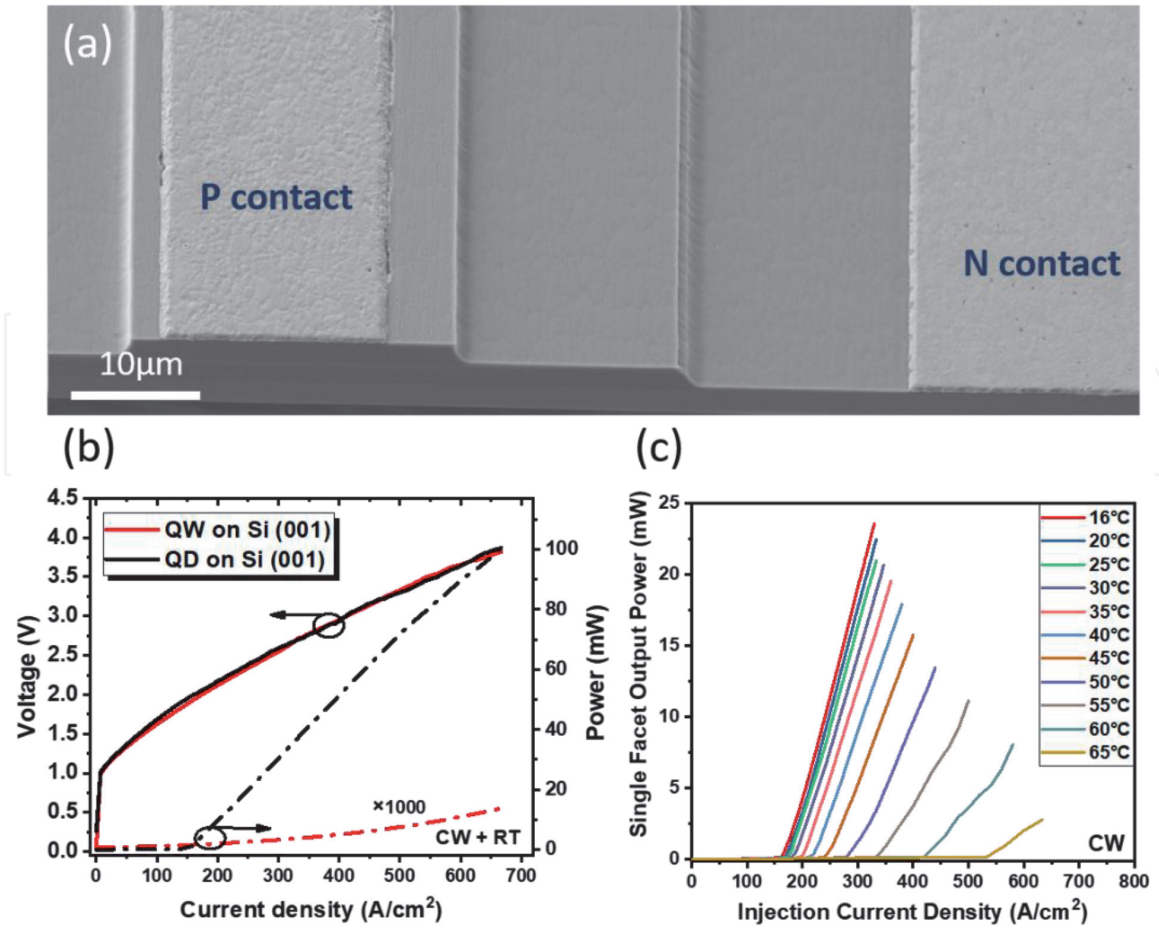 (a)
P contact
N contact
10µm
(b)
(c)
4.5
4.0
3.5
3.0
2.5
2.0
1.5
1.0
0.5
0.0
Voltage (V)
QW on Si (001)
QD on Si (001)
×1000
CW + RT
100
80
60
40
20
0
Power (mW)
0 100 200 300 400 500 600 700
Current density (A/cm²)
25
20
15
10
5
0
Single Facet Output Power (mW)
16°C
20°C
25°C
30°C
35°C
40°C
45°C
50°C
55°C
60°C
65°C
CW
0 100 200 300 400 500 600 700 800
Injection Current Density (A/cm²)